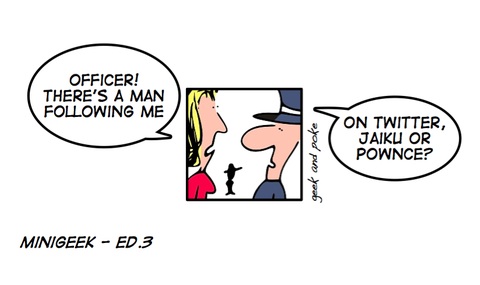 OFFICER!
THERE'S A MAN
FOLLOWING ME
ON TWITTER,
JAIKU OR
POWNCE?
geek and poke
MINIGEEK - ED.3